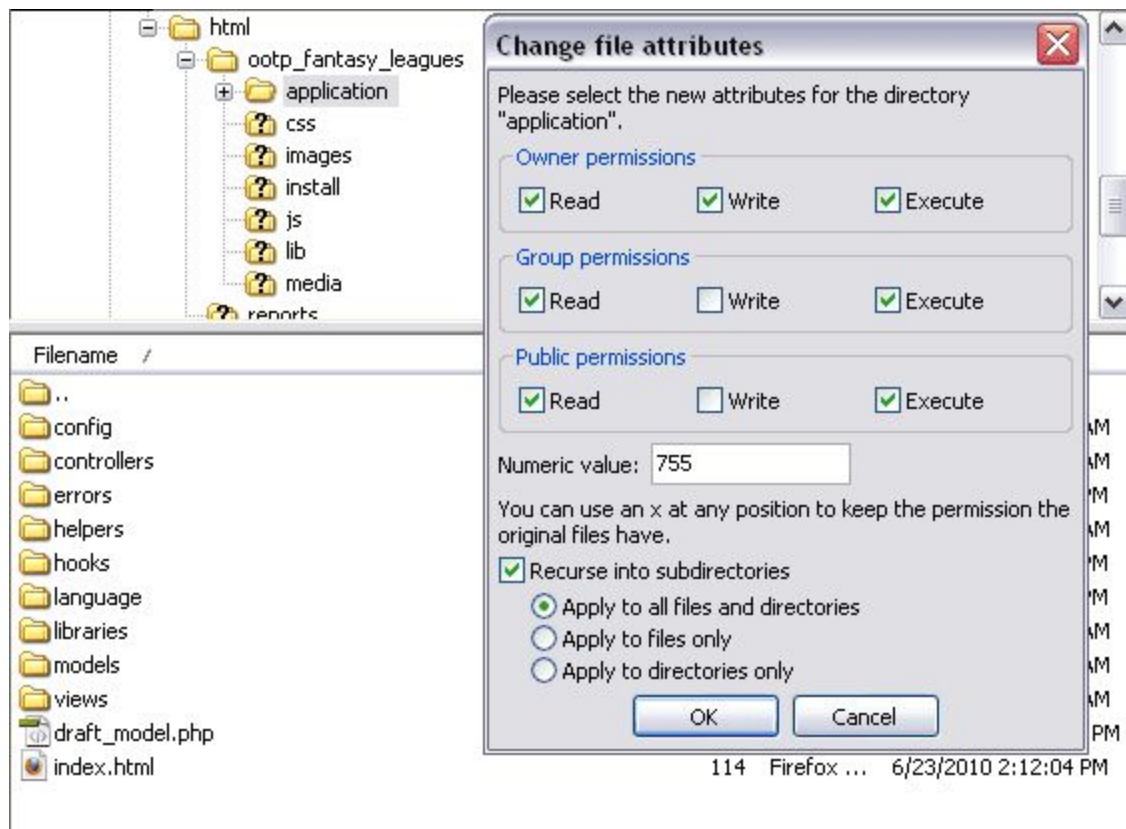 html
ootp_fantasy_leagues
application
css
images
install
js
lib
media
reports
Change file attributes
Please select the new attributes for the directory
"application".
Owner permissions
Read Write Execute
Group permissions
Read Write Execute
Public permissions
Read Write Execute
Numeric value: 755
You can use an x at any position to keep the permission the
original files have.
Recurse into subdirectories
Apply to all files and directories
Apply to files only
Apply to directories only
OK Cancel
Filename /
..
config
controllers
errors
helpers
hooks
language
libraries
models
views
draft_model.php PM
index.html 114 Firefox ... 6/23/2010 2:12:04 PM